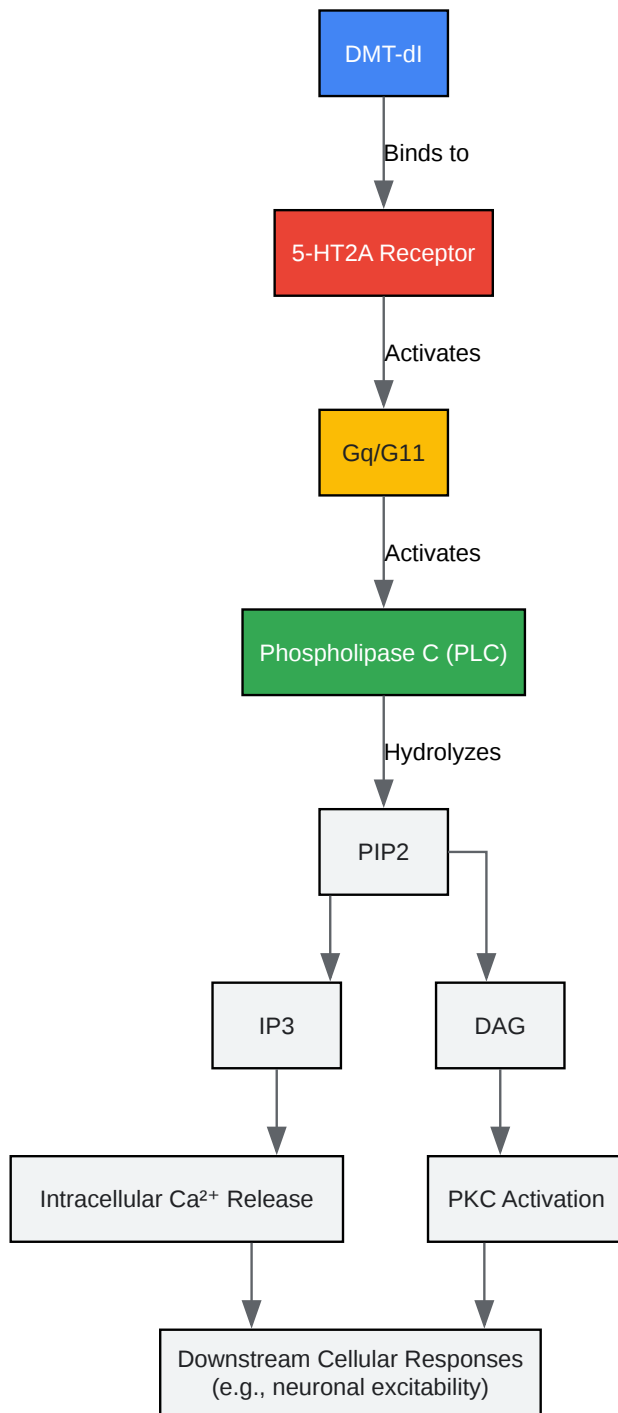 DMT-dI
Binds to
5-HT2A Receptor
Activates
Gq/G11
Activates
Phospholipase C (PLC)
Hydrolyzes
PIP2
IP3
DAG
Intracellular Ca²⁺ Release
PKC Activation
Downstream Cellular Responses
(e.g., neuronal excitability)